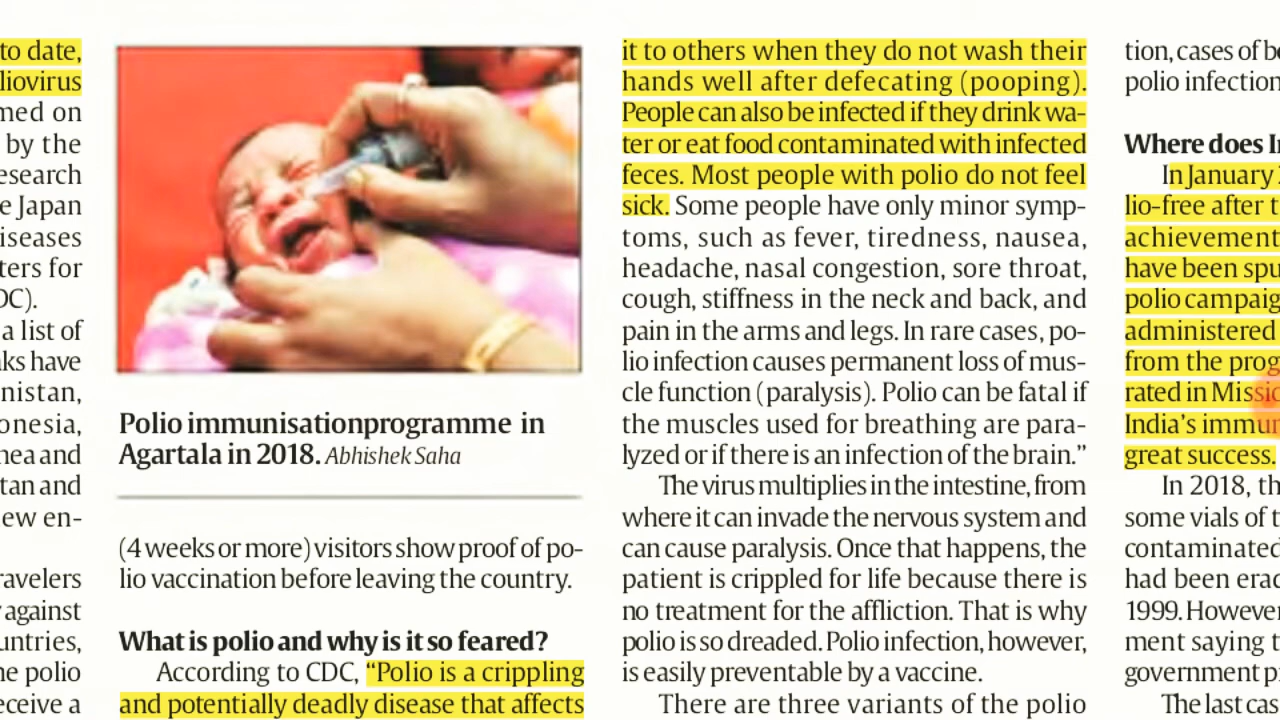 to date,
liovirus
med on
by the
esearch
e Japan
iseases
ters for
DC).
a list of
ks have
nistan,
onesia,
nea and
tan and
ew en-
ravelers
against
untries,
he polio
eceive a
Polio immunisationprogramme in
Agartala in 2018. Abhishek Saha
(4 weeks or more) visitors show proof of po-
lio vaccination before leaving the country.
What is polio and why is it so feared?
According to CDC, “Polio is a crippling
and potentially deadly disease that affects
it to others when they do not wash their
hands well after defecating (pooping).
People can also be infected if they drink wa-
ter or eat food contaminated with infected
feces. Most people with polio do not feel
sick. Some people have only minor symp-
toms, such as fever, tiredness, nausea,
headache, nasal congestion, sore throat,
cough, stiffness in the neck and back, and
pain in the arms and legs. In rare cases, po-
lio infection causes permanent loss of mus-
cle function (paralysis). Polio can be fatal if
the muscles used for breathing are para-
lyzed or if there is an infection of the brain.”
The virus multiplies in the intestine, from
where it can invade the nervous system and
can cause paralysis. Once that happens, the
patient is crippled for life because there is
no treatment for the affliction. That is why
polio is so dreaded. Polio infection, however,
is easily preventable by a vaccine.
There are three variants of the polio
tion, cases of b
polio infection
Where does I
In January
lio-free after t
achievement
have been spu
polio campaig
administered
from the prog
rated in Missi
India’s immun
great success.
In 2018, th
some vials of t
contaminated
had been erad
1999. However
ment saying t
government p
The last cas